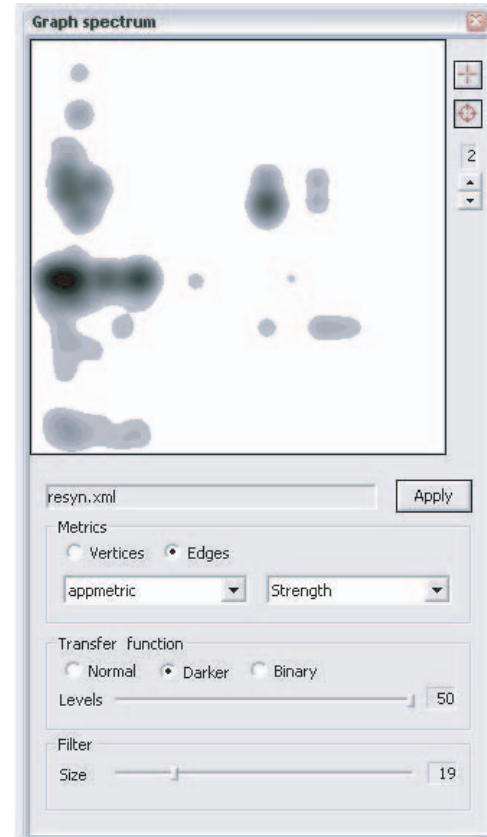 Graph spectrum
2
resyn.xml
Apply
Metrics
Vertices Edges
appmetric Strength
Transfer function
Normal Darker Binary
Levels 50
Filter
Size 19